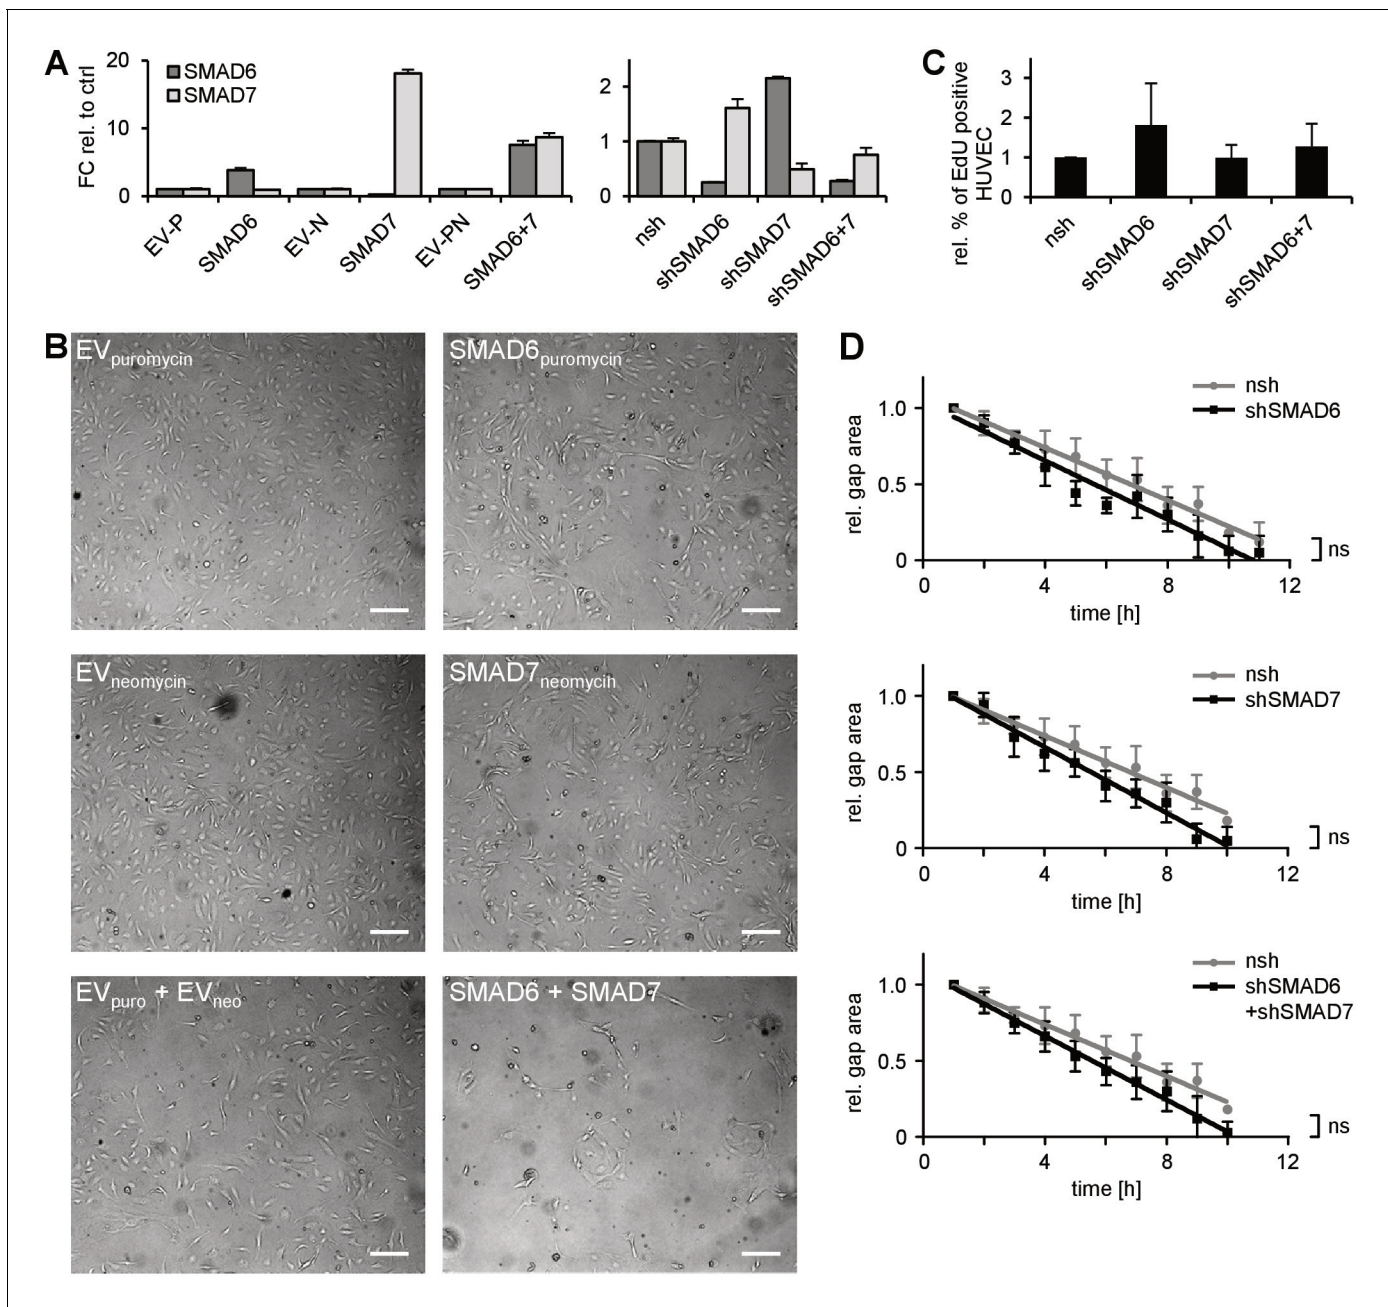 A
FC rel. to ctrl
20
10
0
SMAD6
SMAD7
EV-P
SMAD6
EV-N
SMAD7
EV-PN
SMAD6+7
2
1
0
nsh
shSMAD6
shSMAD7
shSMAD6+7
C
rel. % of EdU positive
HUVEC
3
2
1
0
nsh
shSMAD6
shSMAD7
shSMAD6+7
B
EVpuromycin
SMAD6puromycin
EVneomycin
SMAD7neomycin
EVpuro + EVneo
SMAD6 + SMAD7
D
nsh
shSMAD6
rel. gap area
1.0
0.5
0
ns
0 4 8 12
time [h]
nsh
shSMAD7
rel. gap area
1.0
0.5
0
ns
0 4 8 12
time [h]
nsh
shSMAD6
+shSMAD7
rel. gap area
1.0
0.5
0
ns
0 4 8 12
time [h]